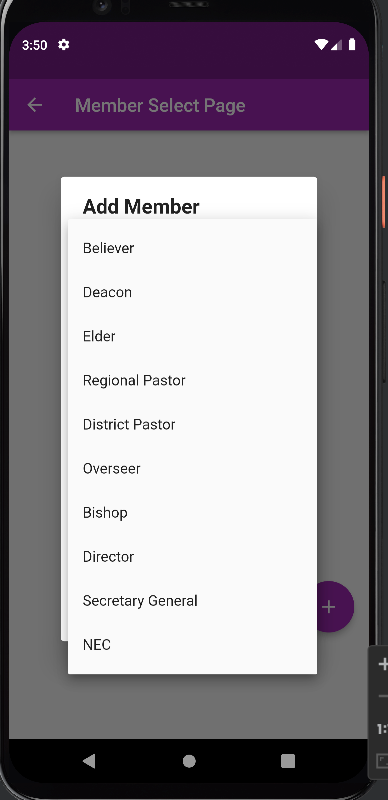 3:50
Member Select Page
Add Member
Believer
Deacon
Elder
Regional Pastor
District Pastor
Overseer
Bishop
Director
Secretary General
NEC